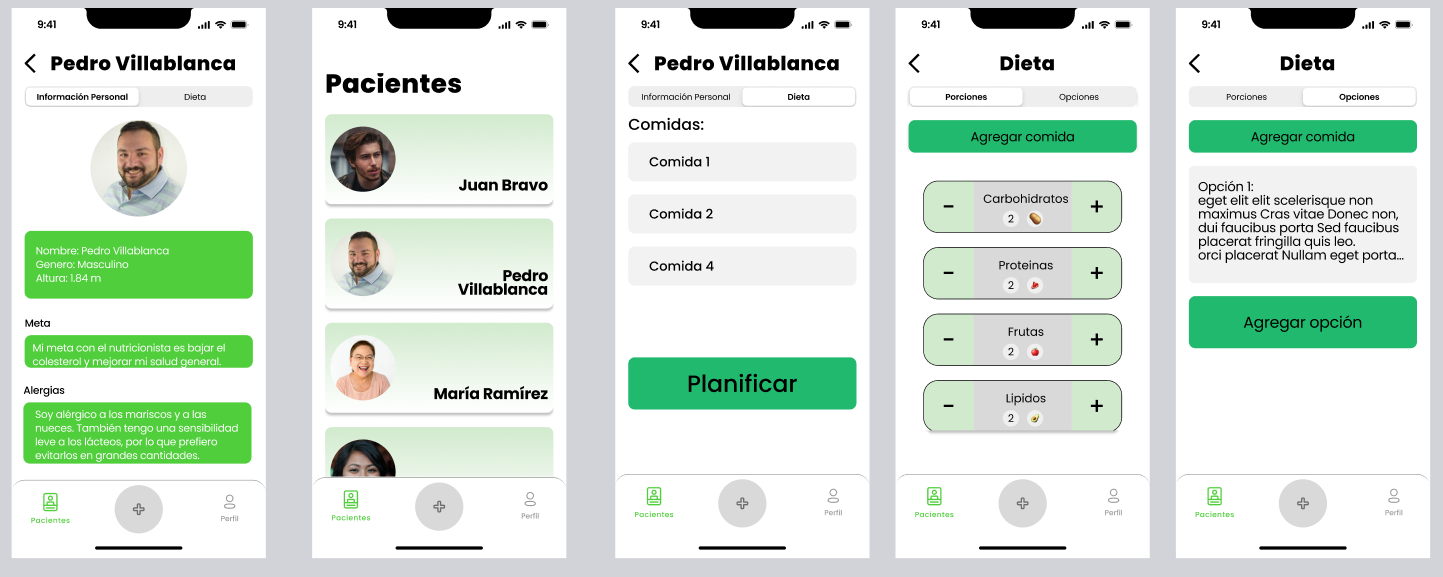 9:41
Pedro Villablanca
Información Personal
Dieta
Nombre: Pedro Villablanca
Genero: Masculino
Altura: 1.84 m
Meta
Mi meta con el nutricionista es bajar el
colesterol y mejorar mi salud general.
Alergias
Soy alérgico a los mariscos y a las
nueces. También tengo una sensibilidad
leve a los lácteos, por lo que prefiero
evitarlos en grandes cantidades.
Pacientes
Perfil
9:41
Pacientes
Juan Bravo
Pedro
Villablanca
María Ramírez
Pacientes
Perfil
9:41
Pedro Villablanca
Información Personal
Dieta
Comidas:
Comida 1
Comida 2
Comida 4
Planificar
Pacientes
Perfil
9:41
Dieta
Porciones
Opciones
Agregar comida
− Carbohidratos +
2
− Proteinas +
2
− Frutas +
2
− Lipidos +
2
Pacientes
Perfil
9:41
Dieta
Porciones
Opciones
Agregar comida
Opción 1:
eget elit elit scelerisque non
maximus Cras vitae Donec non,
dui faucibus porta Sed faucibus
placerat fringilla quis leo.
orci placerat Nullam eget porta...
Agregar opción
Pacientes
Perfil